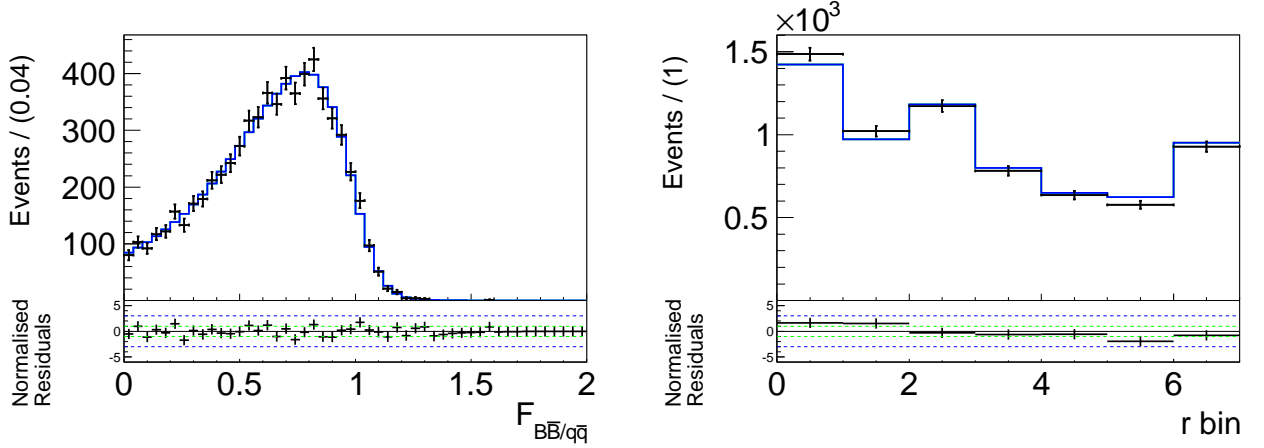 Events / (0.04)
400
300
200
100
Normalised
Residuals
5
0
-5
0 0.5 1 1.5 2
F_{BB̅/qq̅}
×10³
Events / (1)
1.5
1
0.5
Normalised
Residuals
5
0
-5
0 2 4 6
r bin